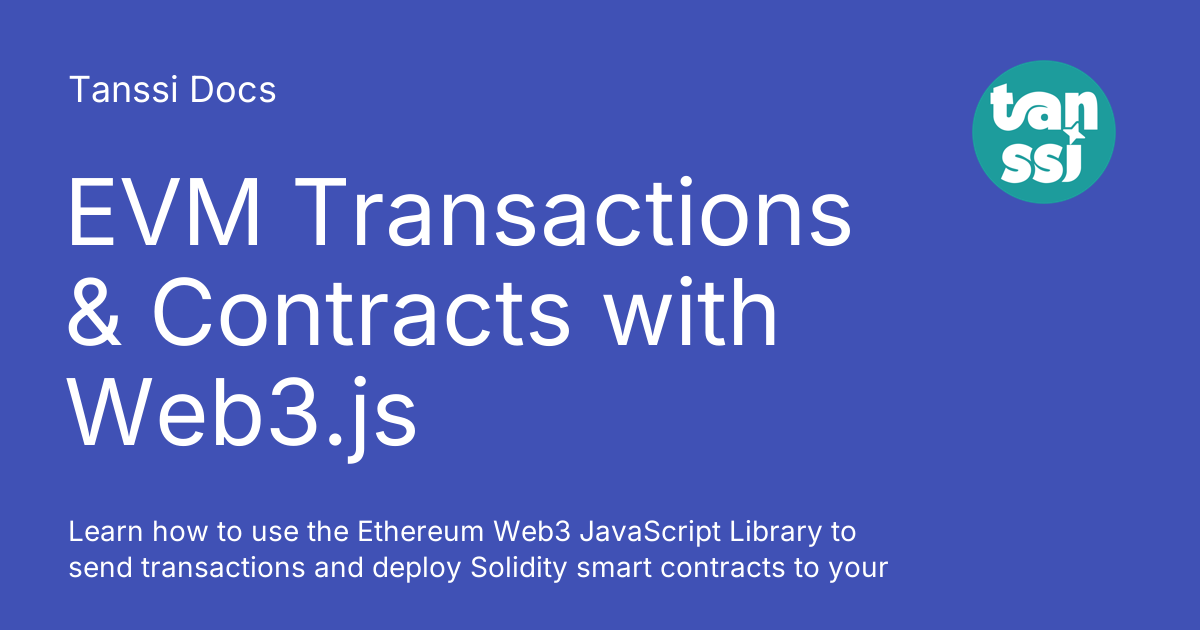 Tanssi Docs
tan
ssi
EVM Transactions
& Contracts with
Web3.js
Learn how to use the Ethereum Web3 JavaScript Library to
send transactions and deploy Solidity smart contracts to your